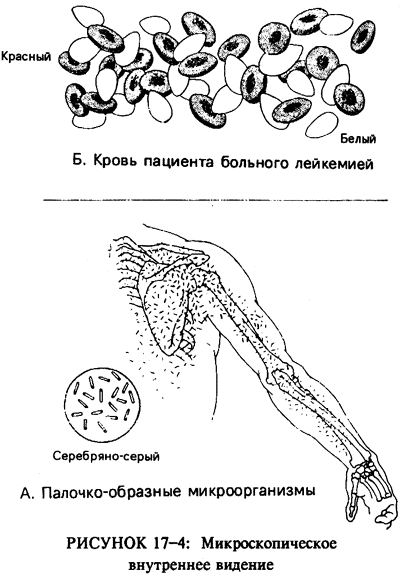 Красный
Белый
Б. Кровь пациента больного лейкемией
Серебряно-серый
А. Палочко-образные микроорганизмы
РИСУНОК 17–4: Микроскопическое
внутреннее видение